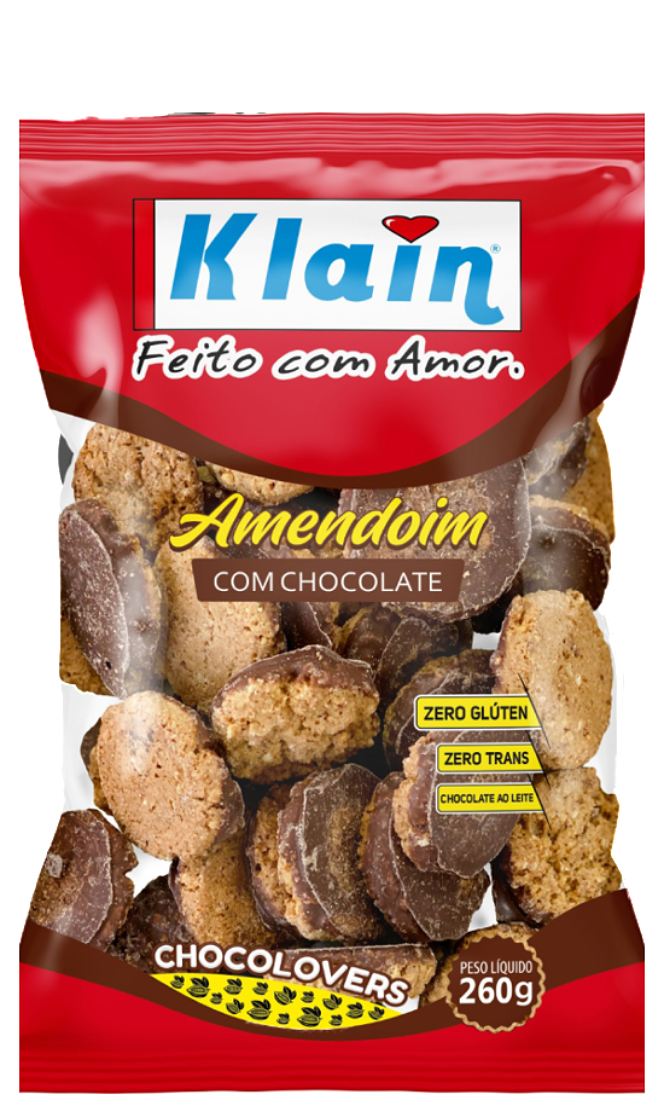 Klain®
Feito com Amor.
Amendoim
COM CHOCOLATE
ZERO GLÚTEN
ZERO TRANS
CHOCOLATE AO LEITE
CHOCOLOVERS
PESO LÍQUIDO
260g